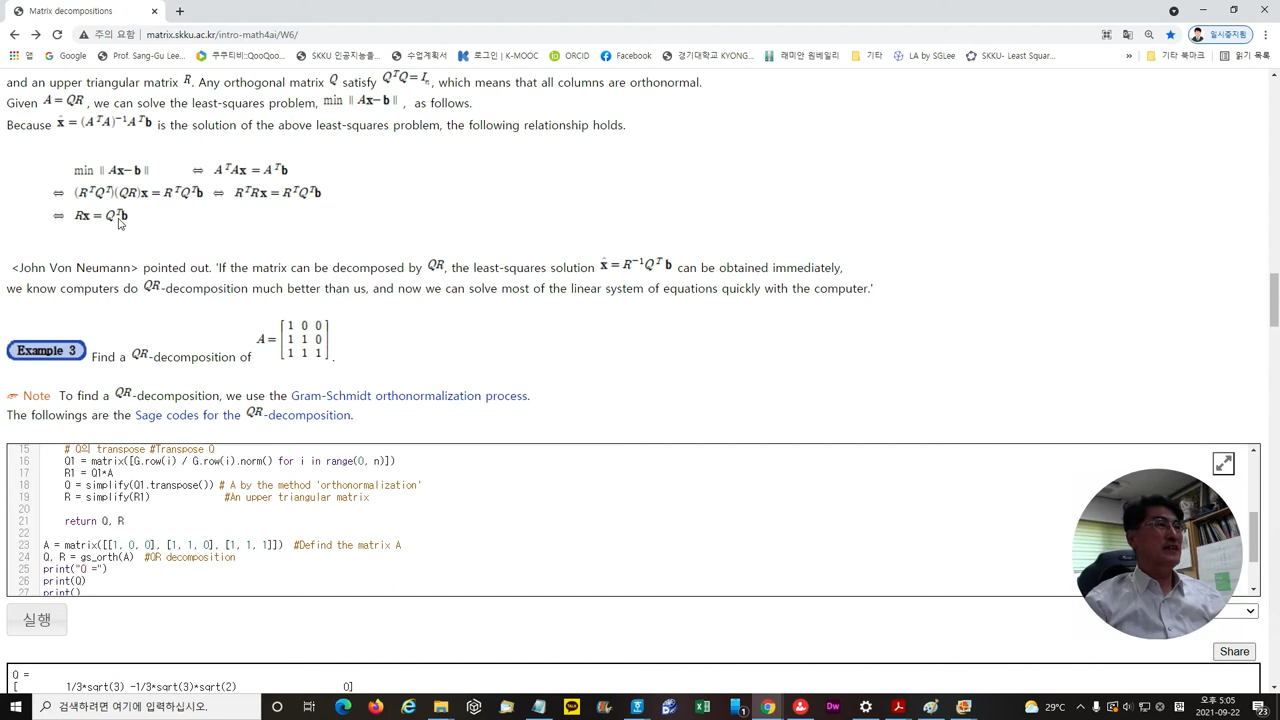 Matrix decompositions
주의 요함 | matrix.skku.ac.kr/intro-math4ai/W6/
일시중지됨
앱 Google Prof. Sang-Gu Lee... 쿠쿠티비::QooQoo... SKKU 인공지능을... 수업계획서 로그인 | K-MOOC ORCID Facebook 경기대학교 KYONG... 래미안 원베일리 기타 LA by SGLee SKKU- Least Squar... » 기타 북마크 읽기 목록
and an upper triangular matrix R. Any orthogonal matrix Q satisfy QᵀQ = Iₙ, which means that all columns are orthonormal.
Given A = QR, we can solve the least-squares problem, min ‖ Ax−b ‖, as follows.
Because x̂ = (AᵀA)⁻¹Aᵀb is the solution of the above least-squares problem, the following relationship holds.
min ‖ Ax−b ‖ ⇔ AᵀAx = Aᵀb
⇔ (RᵀQᵀ)(QR)x = RᵀQᵀb ⇔ RᵀRx = RᵀQᵀb
⇔ Rx = Qᵀb
<John Von Neumann> pointed out. 'If the matrix can be decomposed by QR, the least-squares solution x̂ = R⁻¹Qᵀb can be obtained immediately,
we know computers do QR-decomposition much better than us, and now we can solve most of the linear system of equations quickly with the computer.'
Example 3 Find a QR-decomposition of A = [1 0 0; 1 1 0; 1 1 1].
☞ Note To find a QR-decomposition, we use the Gram-Schmidt orthonormalization process.
The followings are the Sage codes for the QR-decomposition.
15 # Q의 transpose #Transpose Q
16 Q1 = matrix([G.row(i) / G.row(i).norm() for i in range(0, n)])
17 R1 = Q1*A
18 Q = simplify(Q1.transpose()) # A by the method 'orthonormalization'
19 R = simplify(R1) #An upper triangular matrix
20
21 return Q, R
22
23 A = matrix([[1, 0, 0], [1, 1, 0], [1, 1, 1]]) #Defind the matrix A
24 Q, R = gs_orth(A) #QR decomposition
25 print("Q =")
26 print(Q)
27 print()
실행
Share
Q =
[ 1/3*sqrt(3) -1/3*sqrt(3)*sqrt(2) 0]
검색하려면 여기에 입력하십시오.
29℃
오후 5:05
2021-09-22
23